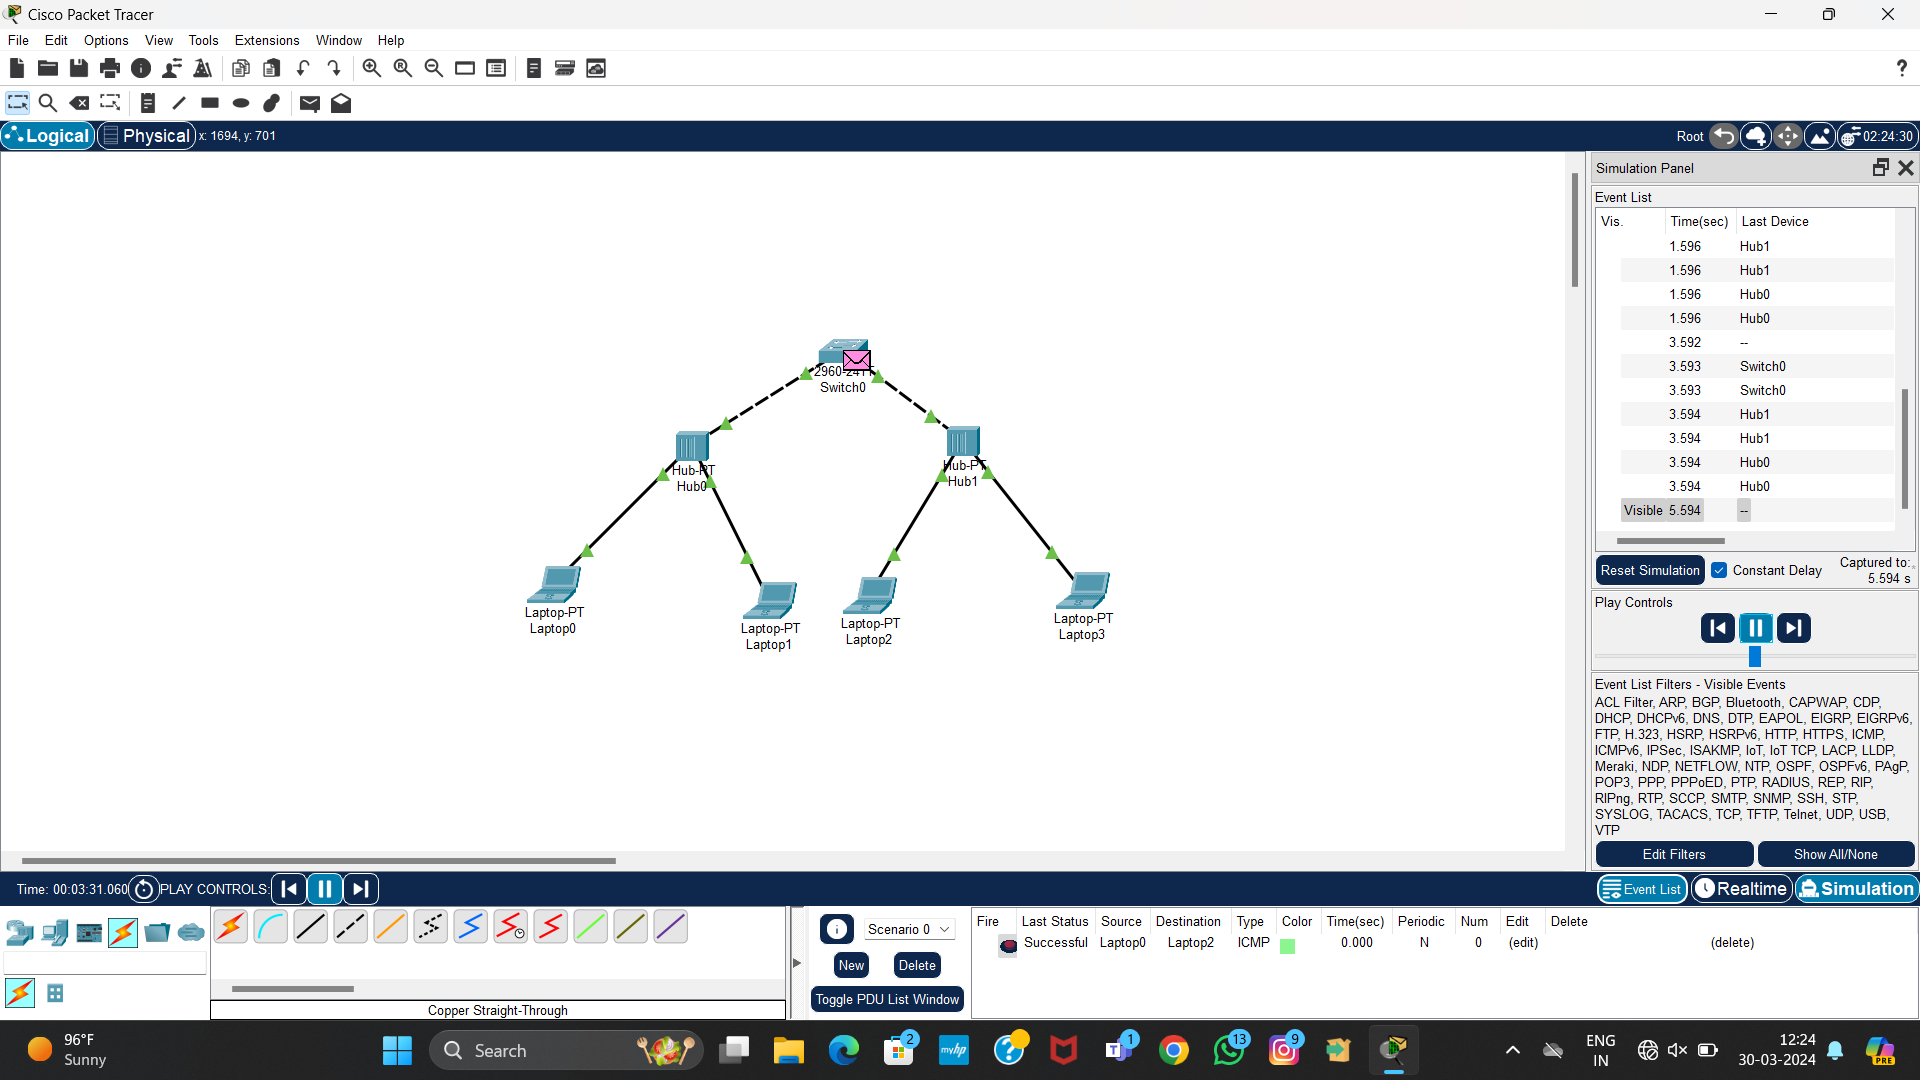 Cisco Packet Tracer
File Edit Options View Tools Extensions Window Help
?
Logical Physical x: 1694, y: 701
Root 02:24:30
Simulation Panel
Event List
Vis. Time(sec) Last Device
1.596 Hub1
1.596 Hub1
1.596 Hub0
1.596 Hub0
3.592 --
3.593 Switch0
3.593 Switch0
3.594 Hub1
3.594 Hub1
3.594 Hub0
3.594 Hub0
Visible 5.594 --
Reset Simulation Constant Delay Captured to:
5.594 s
Play Controls
Event List Filters - Visible Events
ACL Filter, ARP, BGP, Bluetooth, CAPWAP, CDP,
DHCP, DHCPv6, DNS, DTP, EAPOL, EIGRP, EIGRPv6,
FTP, H.323, HSRP, HSRPv6, HTTP, HTTPS, ICMP,
ICMPv6, IPSec, ISAKMP, IoT, IoT TCP, LACP, LLDP,
Meraki, NDP, NETFLOW, NTP, OSPF, OSPFv6, PAgP,
POP3, PPP, PPPoED, PTP, RADIUS, REP, RIP,
RIPng, RTP, SCCP, SMTP, SNMP, SSH, STP,
SYSLOG, TACACS, TCP, TFTP, Telnet, UDP, USB,
VTP
Edit Filters Show All/None
2960-24TT
Switch0
Hub-PT
Hub0
Hub-PT
Hub1
Laptop-PT
Laptop0
Laptop-PT
Laptop1
Laptop-PT
Laptop2
Laptop-PT
Laptop3
Time: 00:03:31.060 PLAY CONTROLS:
Event List Realtime Simulation
Copper Straight-Through
Scenario 0
New Delete
Toggle PDU List Window
Fire Last Status Source Destination Type Color Time(sec) Periodic Num Edit Delete
Successful Laptop0 Laptop2 ICMP 0.000 N 0 (edit) (delete)
96°F
Sunny
Search
2
myhp
1
13
9
ENG
IN
12:24
30-03-2024
PRE